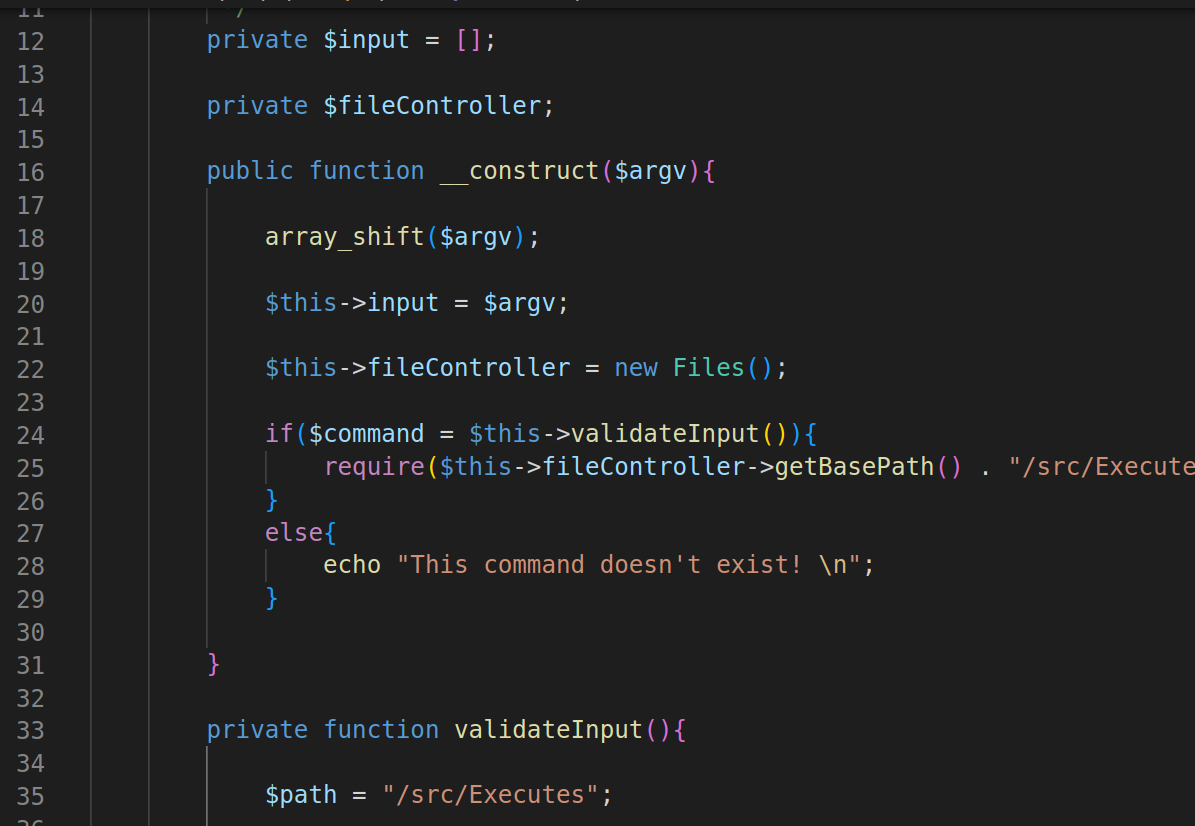 11 */
12 private $input = [];
13
14 private $fileController;
15
16 public function __construct($argv){
17
18 array_shift($argv);
19
20 $this->input = $argv;
21
22 $this->fileController = new Files();
23
24 if($command = $this->validateInput()){
25 require($this->fileController->getBasePath() . "/src/Execute
26 }
27 else{
28 echo "This command doesn't exist! \n";
29 }
30
31 }
32
33 private function validateInput(){
34
35 $path = "/src/Executes";
36